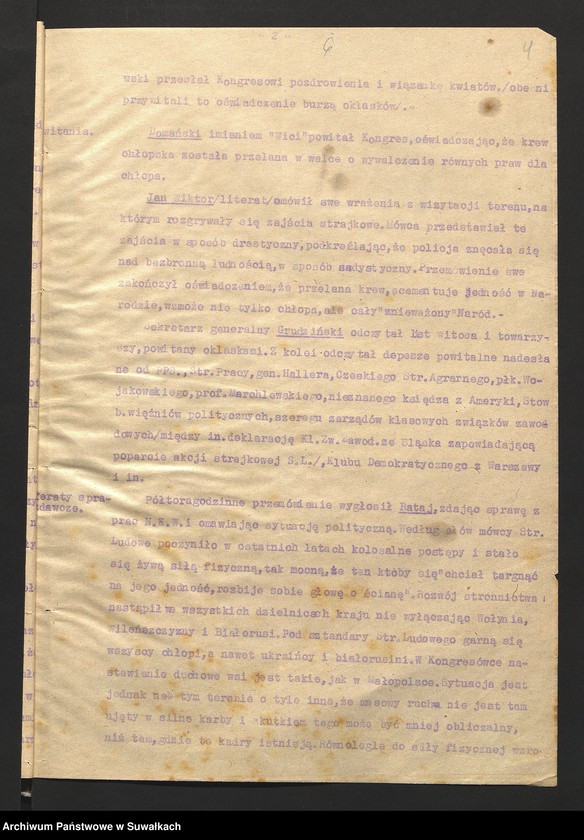 - 2 -
6
4
wski przesłał Kongresowi pozdrowienia i wiązankę kwiatów./obe ni
przywitali to oświadczenie burzą oklasków/.-
witania.
Domański imieniem "Wici"powitał Kongres,oświadczając,że krew
chłopska została przelana w walce o wywalczenie równych praw dla
chłopa.
Jan Wiktor/literat/omówił swe wrażenia z wizytacji terenu,na
którym rozgrywały się zajścia strajkowe.Mówca przedstawiał te
zajścia w sposób drastyczny,podkreślając,że policja znęcała się
nad bezbronną ludnością,w sposób sadystyczny.Przemówienie swe
zakończył oświadczeniem,że przelana krew,scementuje jedność w Na-
rodzie,wzmoże nie tylko chłopa,ale cały"znieważony"Naród.-
Sekretarz generalny Grudziński odczytał list Witosa i towarzy-
szy,powitany oklaskami.Z kolei odczytał depesze powitalne nadesła
ne od PPS.,Str.Pracy,gen.Hallera,Czeskiego Str.Agrarnego,płk.Wo-
jakowskiego,prof.Marchlewskiego,nieznanego księdza z Ameryki,Stow
b.więźniów politycznych,szeregu zarządów klasowych związków zawo
dowych/między in.deklarację Kl.Zw.Zawod.ze Śląska zapowiadającą
poparcie akcji strajkowej S.L./,Klubu Demokratycznego z Warszawy
i in.
feraty spra-
zdawcze.
Półtoragodzinne przemówienie wygłosił Rataj,zdając sprawę z
prac N.K.W.i omawiając sytuację polityczną.Według słów mówcy Str.
Ludowe poczyniło w ostatnich latach kolosalne postępy i stało
się żywą siłą fizyczną,tak mocną,że ten ktoby się"chciał targnąć
na jego jedność,rozbije sobie głowę o ścianę".Rozwój stronnictwa
nastąpił we wszystkich dzielnicach kraju nie wyłączając Wołynia,
Wileńszczyzny i Białorusi.Pod sztandary Str.Ludowego garną się
wszyscy chłopi,a nawet ukraińcy i białorusini.W Kongresówce na-
stawienie duchowe wsi jest takie,jak w Małopolsce.Sytuacja jest
jednak na tym terenie o tyle inna,że masowy ruch nie jest tam
ujęty w silne karby i skutkiem tego może być mniej obliczalny,
niż tam,gdzie te kadry istnieją.Równolegle do siły fizycznej wzro-
Archiwum Państwowe w Suwałkach